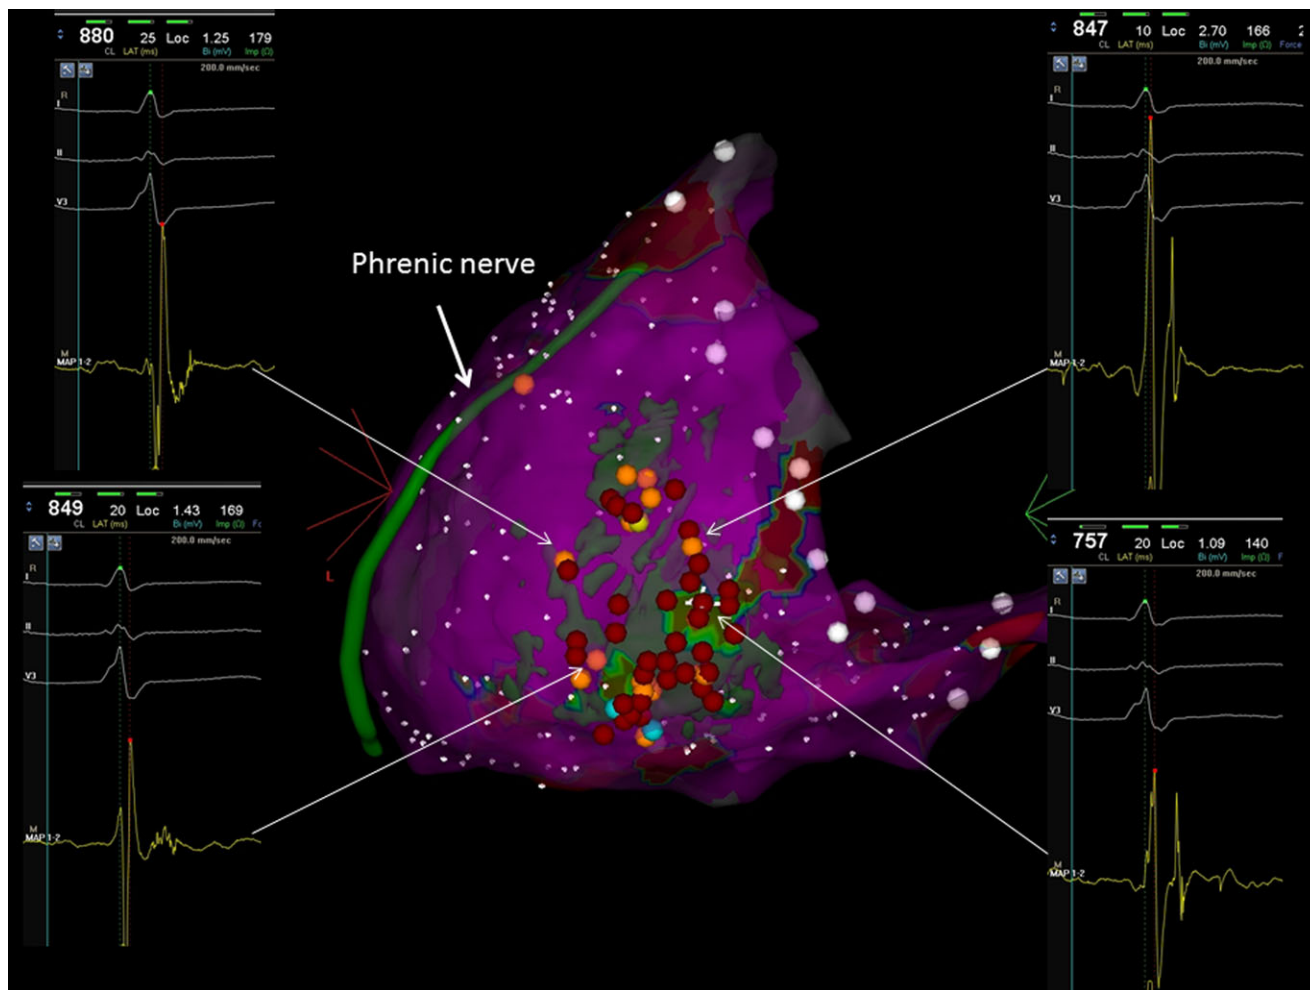 880 25 Loc 1.25 179
CL LAT (ms) Bi (mV) Imp (Ω)
200.0 mm/sec
R
I
II
V3
M
MAP 1-2
847 10 Loc 2.70 166 2
CL LAT (ms) Bi (mV) Imp (Ω) Force
200.0 mm/sec
R
I
II
V3
M
MAP 1-2
Phrenic nerve
849 20 Loc 1.43 169
CL LAT (ms) Bi (mV) Imp (Ω) Fc
200.0 mm/sec
R
I
II
V3
M
MAP 1-2
L
757 20 Loc 1.09 140
CL LAT (ms) Bi (mV) Imp (Ω) F
200.0 mm/sec
R
I
II
V3
M
MAP 1-2